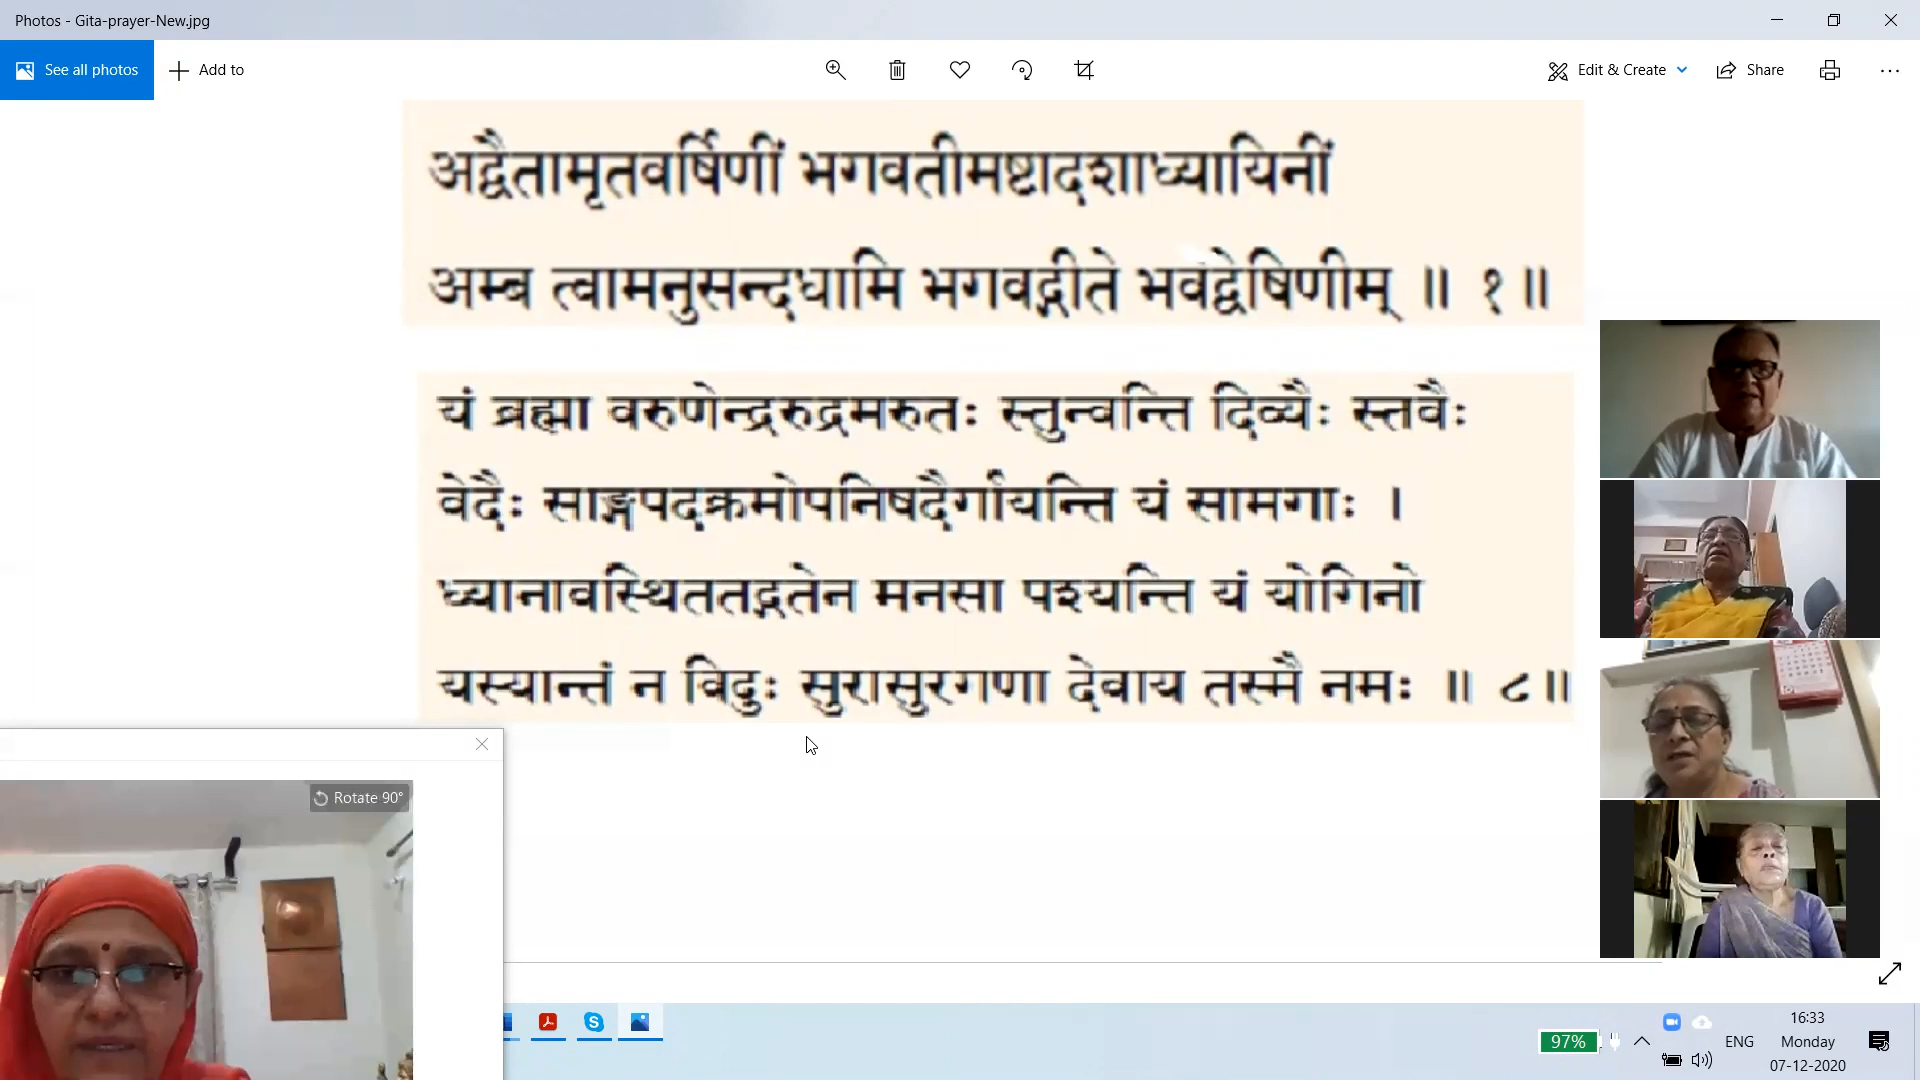 Photos - Gita-prayer-New.jpg
See all photos
Add to
Edit & Create
Share
अद्वैतामृतवर्षिणीं भगवतीमष्टादशाध्यायिनीं
अम्ब त्वामनुसन्दधामि भगवद्गीते भवद्वेषिणीम् ॥ १॥
यं ब्रह्मा वरुणेन्द्ररुद्रमरुतः स्तुन्वन्ति दिव्यैः स्तवैः
वेदैः साङ्गपदक्रमोपनिषदैर्गायन्ति यं सामगाः ।
ध्यानावस्थिततद्गतेन मनसा पश्यन्ति यं योगिनो
यस्यान्तं न विदुः सुरासुरगणा देवाय तस्मै नमः ॥ ८॥
Rotate 90°
97%
ENG
16:33
Monday
07-12-2020